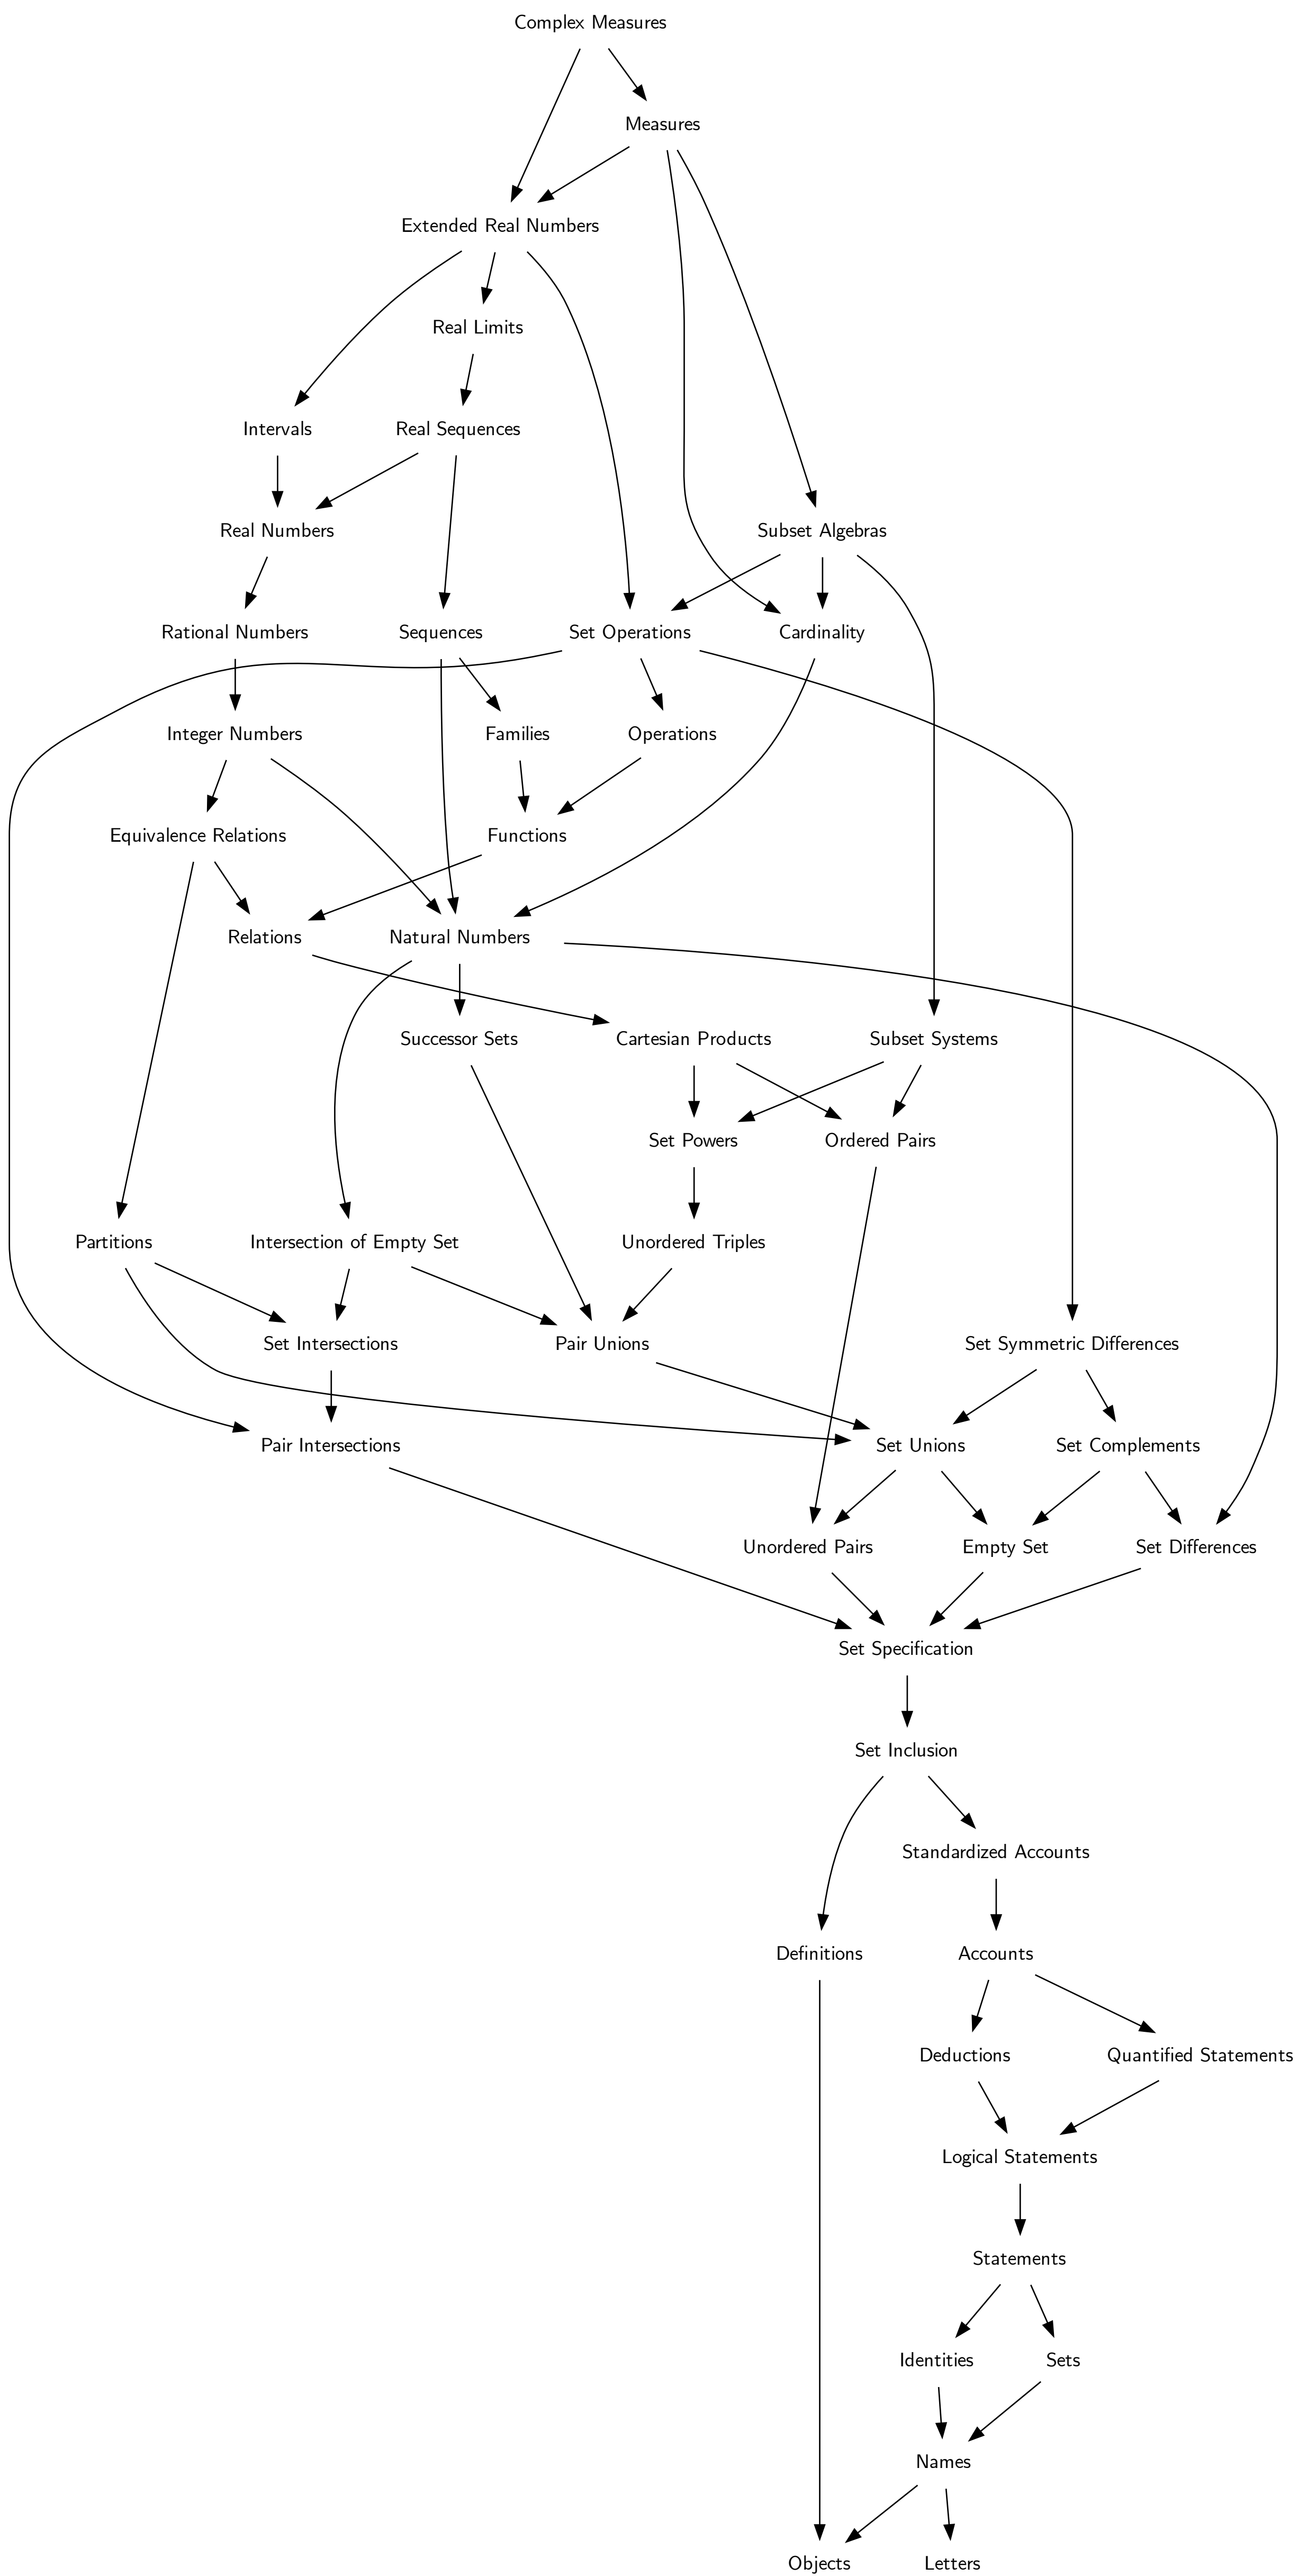 Complex Measures
Measures
Extended Real Numbers
Real Limits
Intervals
Real Sequences
Real Numbers
Subset Algebras
Rational Numbers
Sequences
Set Operations
Cardinality
Integer Numbers
Families
Operations
Equivalence Relations
Functions
Relations
Natural Numbers
Successor Sets
Cartesian Products
Subset Systems
Set Powers
Ordered Pairs
Partitions
Intersection of Empty Set
Unordered Triples
Set Intersections
Pair Unions
Set Symmetric Differences
Pair Intersections
Set Unions
Set Complements
Unordered Pairs
Empty Set
Set Differences
Set Specification
Set Inclusion
Standardized Accounts
Definitions
Accounts
Deductions
Quantified Statements
Logical Statements
Statements
Identities
Sets
Names
Objects
Letters